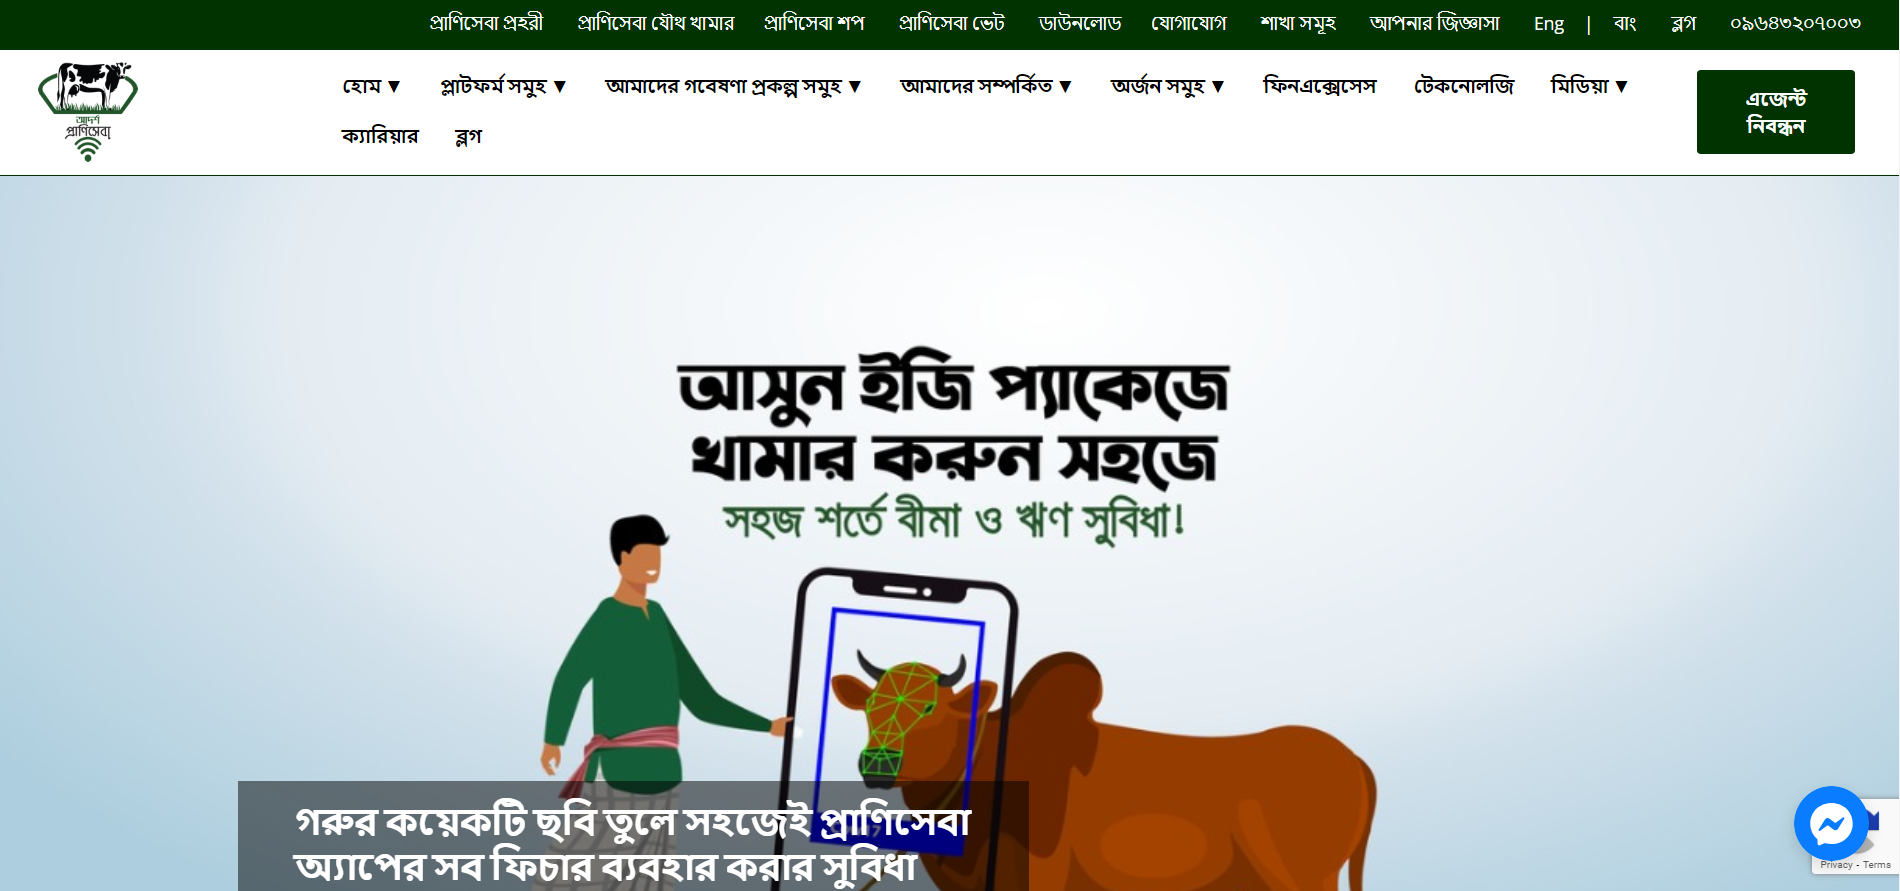 প্রাণিসেবা প্রহরী প্রাণিসেবা যৌথ খামার প্রাণিসেবা শপ প্রাণিসেবা ভেট ডাউনলোড যোগাযোগ শাখা সমূহ আপনার জিজ্ঞাসা Eng | বাং ব্লগ ০৯৬৪৩২০৭০০৩
হোম ▼ প্লাটফর্ম সমুহ ▼ আমাদের গবেষণা প্রকল্প সমুহ ▼ আমাদের সম্পর্কিত ▼ অর্জন সমুহ ▼ ফিনএক্সেসেস টেকনোলজি মিডিয়া ▼
ক্যারিয়ার ব্লগ
এজেন্ট
নিবন্ধন
আদর্শ
প্রাণিসেবা
আসুন ইজি প্যাকেজে
খামার করুন সহজে
সহজ শর্তে বীমা ও ঋণ সুবিধা!
গরুর কয়েকটি ছবি তুলে সহজেই প্রাণিসেবা
অ্যাপের সব ফিচার ব্যবহার করার সুবিধা
Privacy - Terms